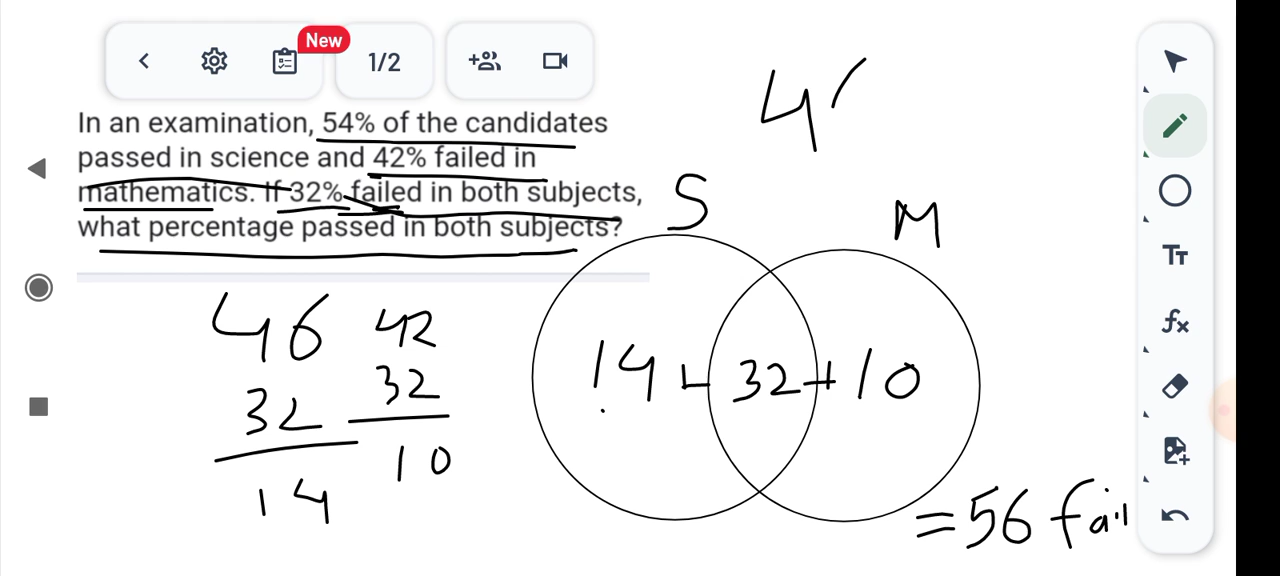 New
1/2
In an examination, 54% of the candidates
passed in science and 42% failed in
mathematics. If 32% failed in both subjects,
what percentage passed in both subjects?
4
S
M
46
32
14
42
32
10
14 + 32 + 10
= 56 fail
TT
fx